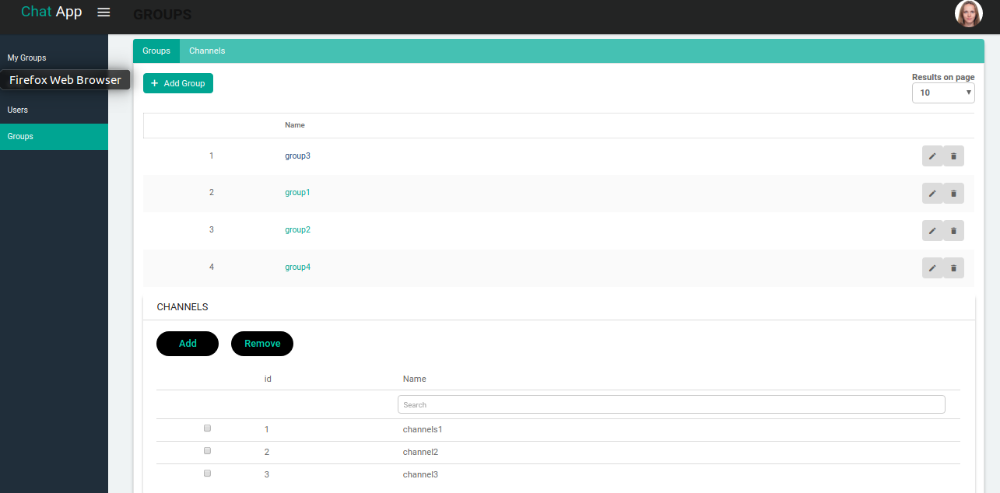 Chat App
GROUPS
My Groups
Firefox Web Browser
Users
Groups
Groups Channels
+ Add Group
Results on page
10
Name
1 group3
2 group1
3 group2
4 group4
CHANNELS
Add Remove
id Name
Search
1 channels1
2 channel2
3 channel3